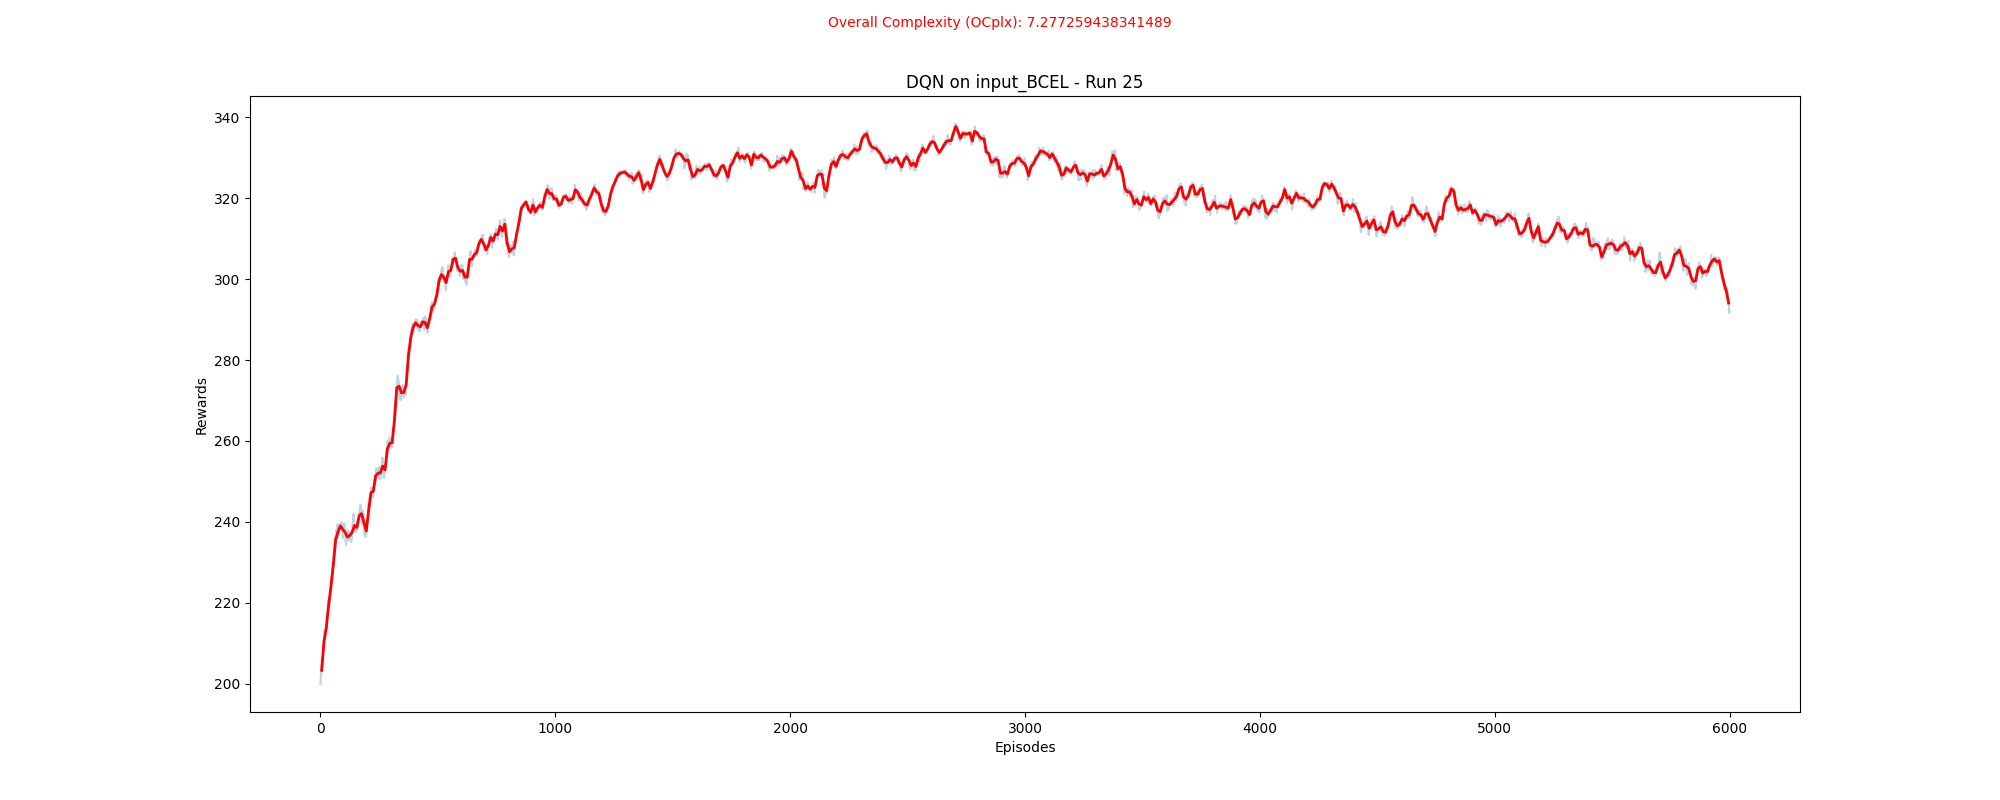 Overall Complexity (OCplx): 7.277259438341489
DQN on input_BCEL - Run 25
340
320
300
280
260
240
220
200
Rewards
0 1000 2000 3000 4000 5000 6000
Episodes